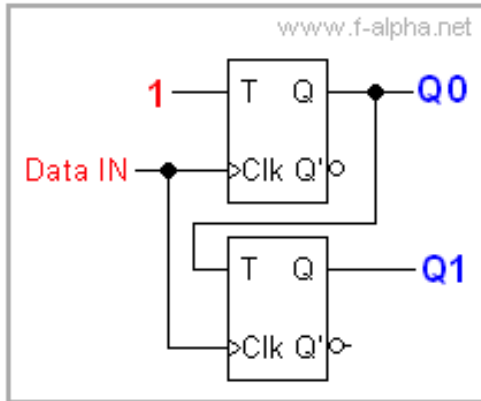 www.f-alpha.net
1 T Q Q0
Data IN Clk Q'
T Q Q1
Clk Q'